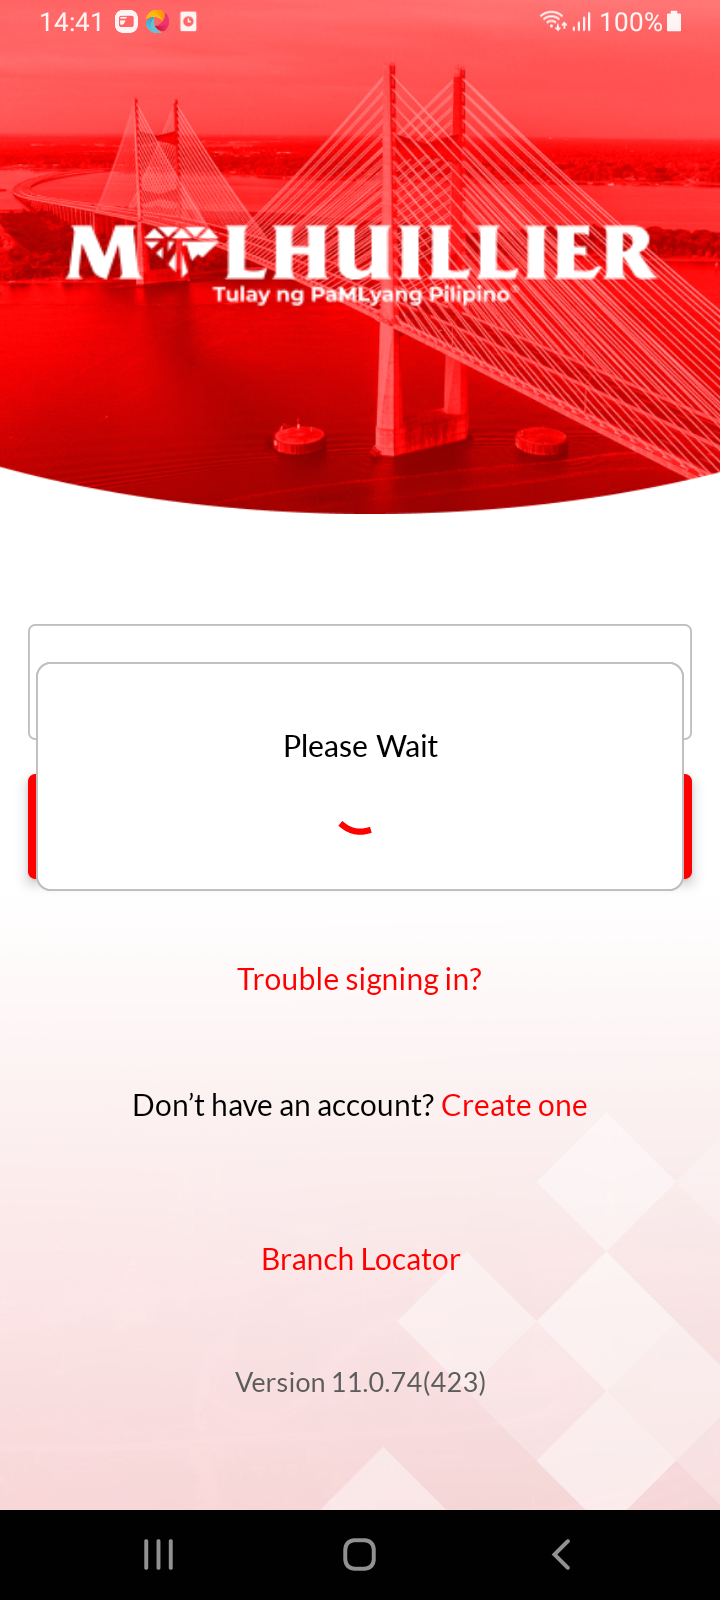 14:41
100%
M LHUILLIER
Tulay ng PaMLyang Pilipino
Please Wait
Trouble signing in?
Don’t have an account? Create one
Branch Locator
Version 11.0.74(423)